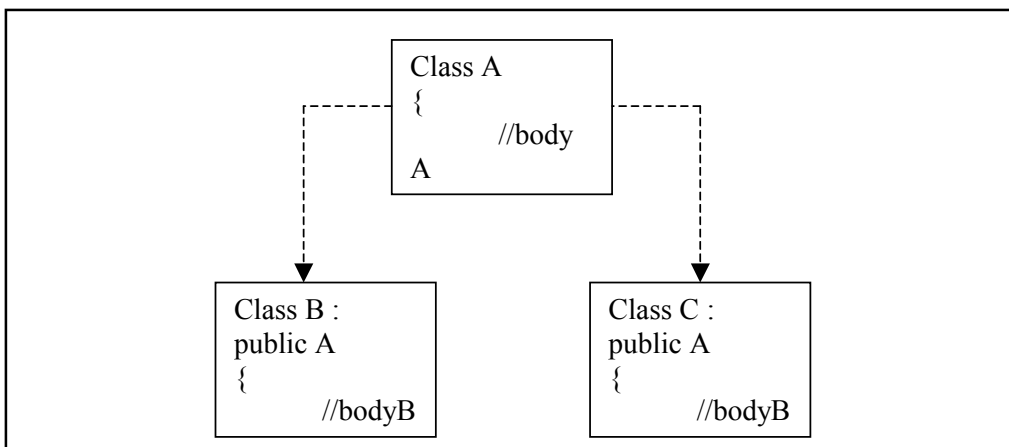 Class A
{
//body
A
Class B :
public A
{
//bodyB
Class C :
public A
{
//bodyB